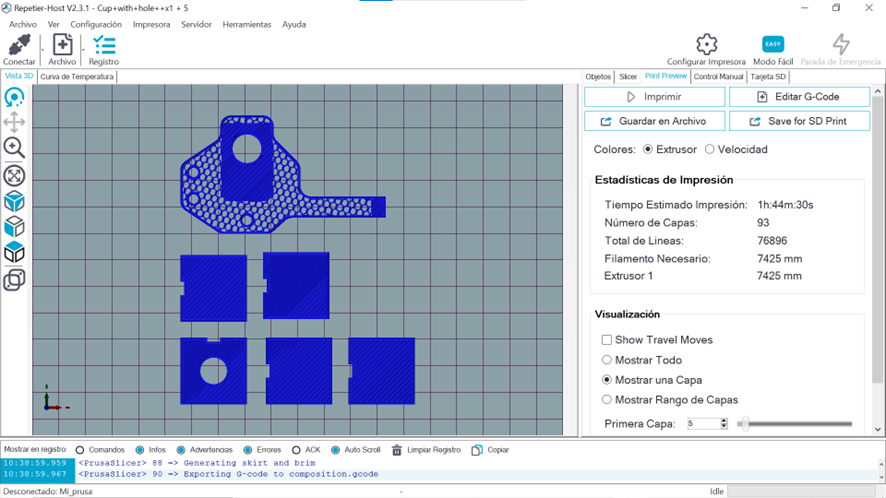 Repetier-Host V2.3.1 - Cup+with+hole++x1 + 5
Archivo Ver Configuración Impresora Servidor Herramientas Ayuda
Conectar Archivo Registro Configurar Impresora EASY Modo Fácil Parada de Emergencia
Vista 3D Curva de Temperatura
Objetos Slicer Print Preview Control Manual Tarjeta SD
Imprimir Editar G-Code
Guardar en Archivo Save for SD Print
Colores: Extrusor Velocidad
Estadísticas de Impresión
Tiempo Estimado Impresión: 1h:44m:30s
Número de Capas: 93
Total de Lineas: 76896
Filamento Necesario: 7425 mm
Extrusor 1 7425 mm
Visualización
Show Travel Moves
Mostrar Todo
Mostrar una Capa
Mostrar Rango de Capas
Primera Capa: 5
Mostrar en registro: Comandos Infos Advertencias Errores ACK Auto Scroll Limpiar Registro Copiar
10:38:59.959 <PrusaSlicer> 88 => Generating skirt and brim
10:38:59.967 <PrusaSlicer> 90 => Exporting G-code to composition.gcode
Desconectado: Mi_prusa - Idle